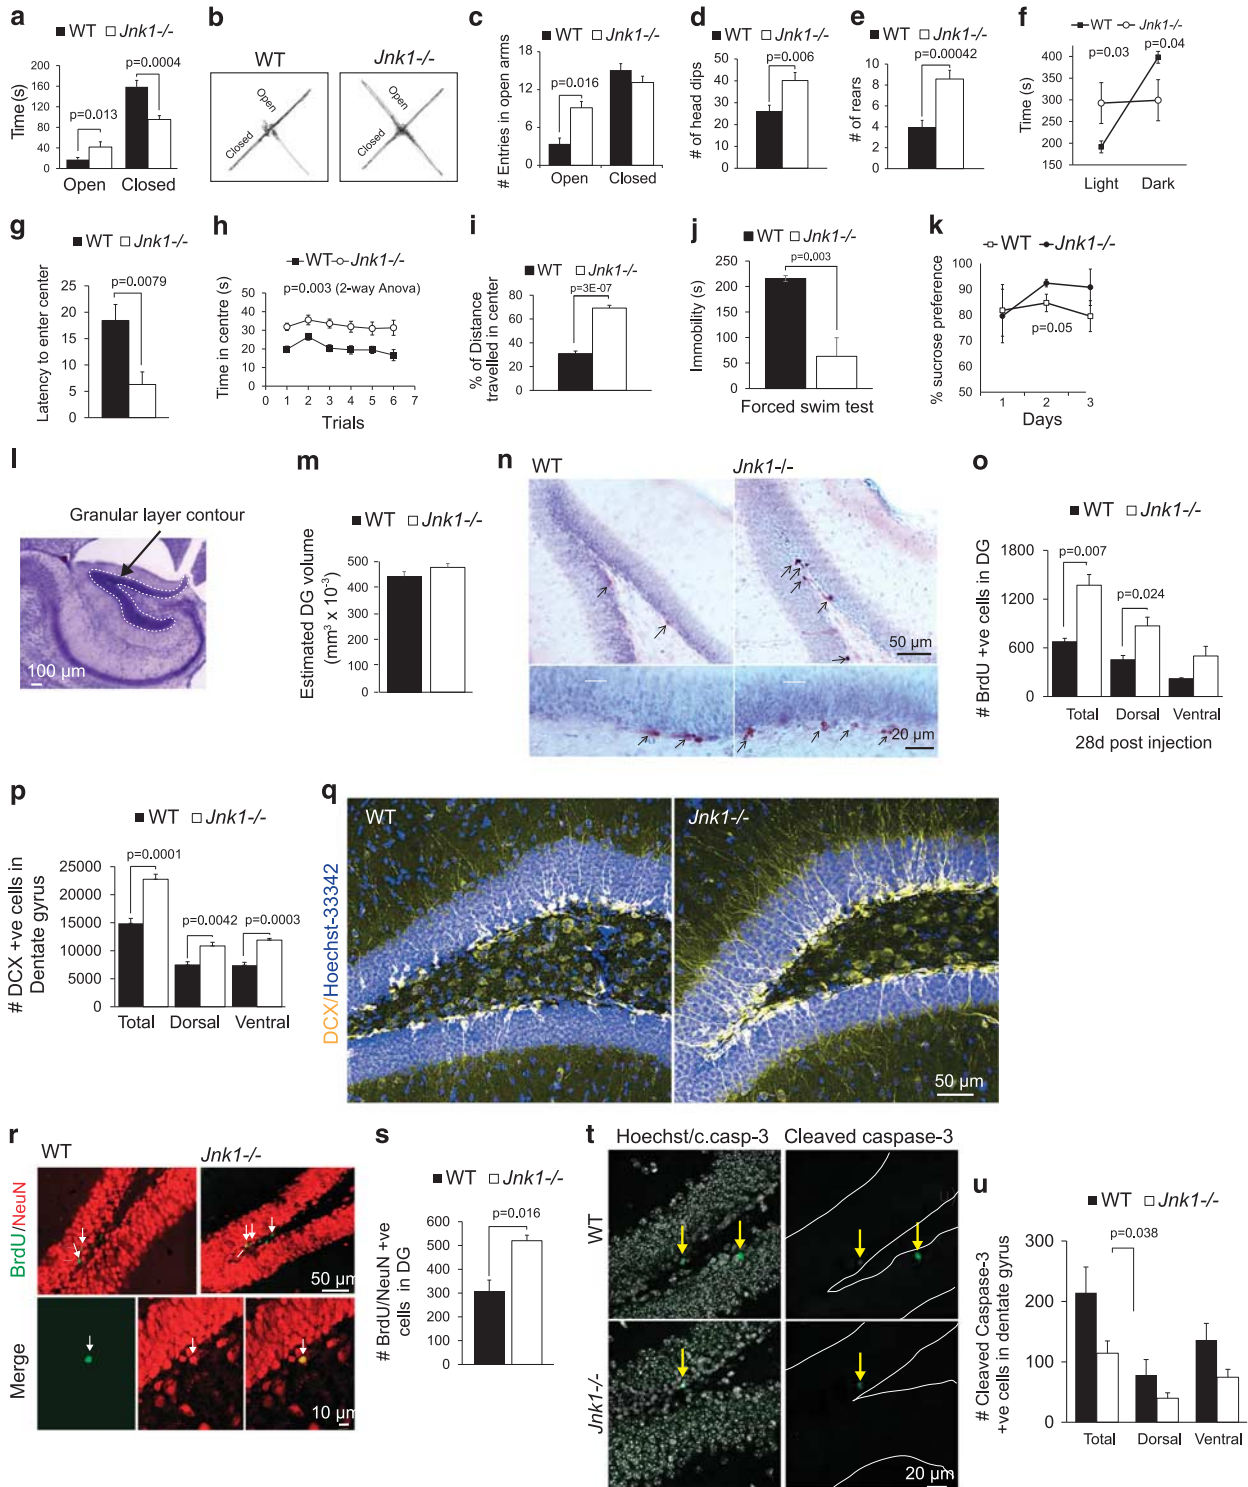 a
WT Jnk1-/-
p=0.0004
p=0.013
Time (s)
200
160
120
80
40
0
Open Closed
b
WT Jnk1-/-
Open
Closed
Open
Closed
c
WT Jnk1-/-
# Entries in open arms
18
15
12
9
6
3
0
p=0.016
Open Closed
d
WT Jnk1-/-
p=0.006
# of head dips
50
40
30
20
10
0
e
WT Jnk1-/-
p=0.00042
# of rears
10
8
6
4
2
0
f
WT Jnk1-/-
p=0.03 p=0.04
Time (s)
400
350
300
250
200
150
Light Dark
g
WT Jnk1-/-
p=0.0079
Latency to enter center
25
20
15
10
5
0
h
WT Jnk1-/-
p=0.003 (2-way Anova)
Time in centre (s)
50
40
30
20
10
0
0 1 2 3 4 5 6 7
Trials
i
WT Jnk1-/-
p=3E-07
% of Distance
travelled in center
80
60
40
20
0
j
WT Jnk1-/-
p=0.003
Immobility (s)
250
200
150
100
50
0
Forced swim test
k
WT Jnk1-/-
% sucrose preference
100
90
80
70
60
50
p=0.05
1 2 3
Days
l
Granular layer contour
100 µm
m
WT Jnk1-/-
Estimated DG volume
(mm³ x 10⁻³)
500
400
300
200
100
0
n
WT Jnk1-/-
50 µm
20 µm
o
WT Jnk1-/-
# BrdU +ve cells in DG
1800
1200
600
0
p=0.007
p=0.024
Total Dorsal Ventral
28d post injection
p
WT Jnk1-/-
# DCX +ve cells in
Dentate gyrus
25000
20000
15000
10000
5000
0
p=0.0001
p=0.0042 p=0.0003
Total Dorsal Ventral
q
DCX/Hoechst-33342
WT
Jnk1-/-
50 µm
r
WT Jnk1-/-
BrdU/NeuN
50 µm
Merge
10 µm
s
WT Jnk1-/-
p=0.016
# BrdU/NeuN +ve
cells in DG
600
500
400
300
200
100
0
t
Hoechst/c.casp-3 Cleaved caspase-3
WT
Jnk1-/-
20 µm
u
WT Jnk1-/-
p=0.038
# Cleaved Caspase-3
+ve cells in dentate gyrus
300
200
100
00
Total Dorsal Ventral